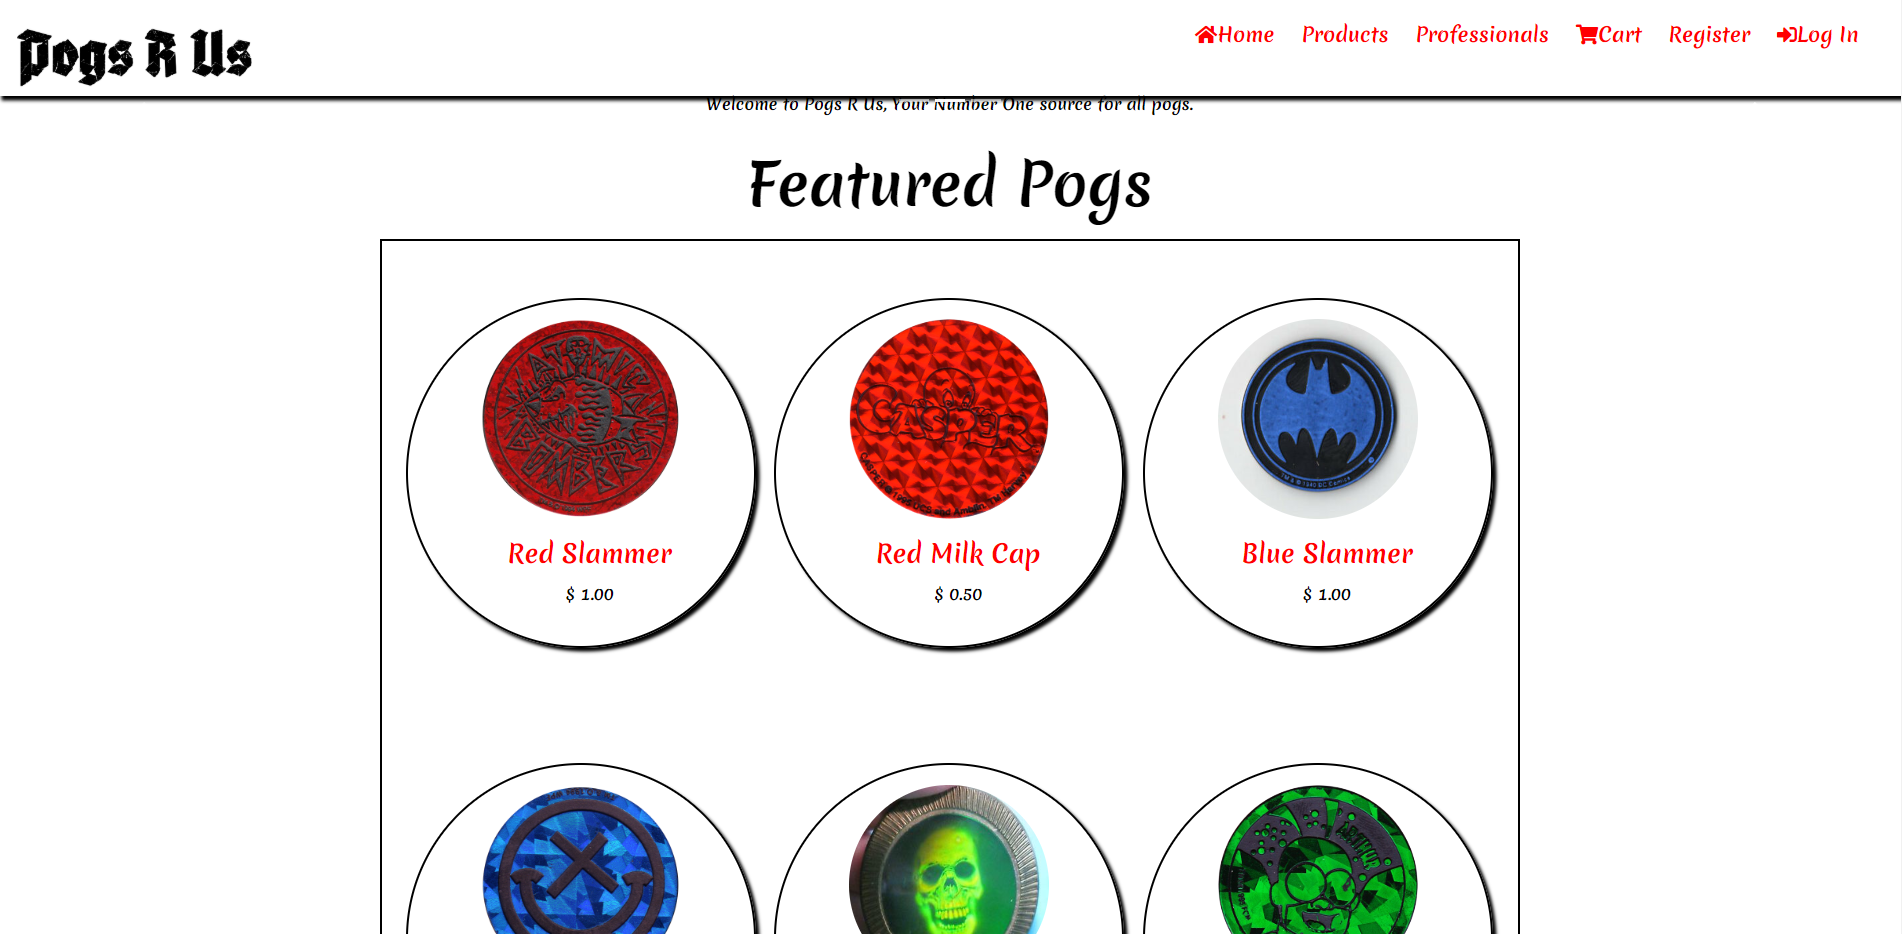 Pogs R Us
Home Products Professionals Cart Register Log In
Welcome to Pogs R Us, Your Number One source for all pogs.
Featured Pogs
ATOMIC
BOMBER
CASPER
Red Slammer
Red Milk Cap
Blue Slammer
$ 1.00
$ 0.50
$ 1.00